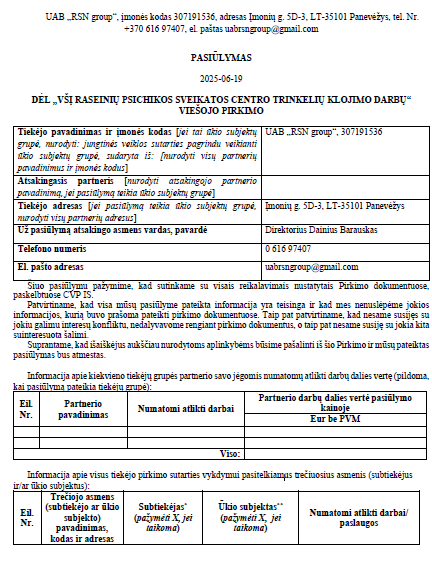 UAB „RSN group“, įmonės kodas 307191536, adresas Įmonių g. 5D-3, LT-35101 Panevėžys, tel. Nr.
+370 616 97407, el. paštas uabrsngroup@gmail.com
PASIŪLYMAS
2025-06-19
DĖL „VŠĮ RASEINIŲ PSICHIKOS SVEIKATOS CENTRO TRINKELIŲ KLOJIMO DARBŲ“
VIEŠOJO PIRKIMO
Tiekėjo pavadinimas ir įmonės kodas [jei tai ūkio subjektų
grupė, nurodyti: jungtinės veiklos sutarties pagrindu veikianti
ūkio subjektų grupė, sudaryta iš: [nurodyti visų partnerių
pavadinimus ir įmonės kodus]
UAB „RSN group“, 307191536
Atsakingasis partneris [nurodyti atsakingojo partnerio
pavadinimą, jei pasiūlymą teikia ūkio subjektų grupė]
Tiekėjo adresas [jei pasiūlymą teikia ūkio subjektų grupė,
nurodyti visų partnerių adresus]
Įmonių g. 5D-3, LT-35101 Panevėžys
Už pasiūlymą atsakingo asmens vardas, pavardė
Direktorius Dainius Barauskas
Telefono numeris
0 616 97407
El. pašto adresas
uabrsngroup@gmail.com
Šiuo pasiūlymu pažymime, kad sutinkame su visais reikalavimais nustatytais Pirkimo dokumentuose,
paskelbtuose CVP IS.
Patvirtiname, kad visa mūsų pasiūlyme pateikta informacija yra teisinga ir kad mes nenuslėpėme jokios
informacijos, kurią buvo prašoma pateikti pirkimo dokumentuose. Taip pat patvirtiname, kad nesame susiję su
jokiu galimu interesų konfliktu, nedalyvavome rengiant pirkimo dokumentus, o taip pat nesame susiję su jokia kita
suinteresuota šalimi.
Suprantame, kad išaiškėjus aukščiau nurodytoms aplinkybėms būsime pašalinti iš šio Pirkimo ir mūsų pateiktas
pasiūlymas bus atmestas.
Informacija apie kiekvieno tiekėjų grupės partnerio savo jėgomis numatomų atlikti darbų dalies vertę (pildoma,
kai pasiūlymą pateikia tiekėjų grupė):
Eil.
Nr.
Partnerio
pavadinimas
Numatomi atlikti darbai
Partnerio darbų dalies vertė pasiūlymo
kainoje
Eur be PVM
Viso:
Informacija apie visus tiekėjo pirkimo sutarties vykdymui pasitelkiamus trečiuosius asmenis (subtiekėjus
ir/ar ūkio subjektus):
Eil.
Nr.
Trečiojo asmens
(subtiekėjo ar ūkio
subjekto)
pavadinimas,
kodas ir adresas
Subtiekėjas*
(pažymėti X, jei
taikoma)
Ūkio subjektas**
(pažymėti X, jei
taikoma)
Numatomi atlikti darbai/
paslaugos